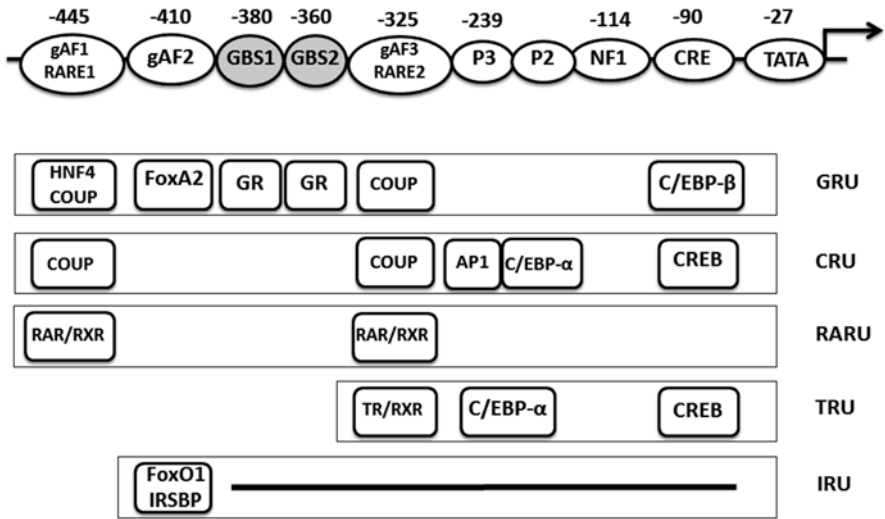 -445 -410 -380 -360 -325 -239 -114 -90 -27
gAF1
RARE1
gAF2
GBS1
GBS2
gAF3
RARE2
P3
P2
NF1
CRE
TATA
HNF4
COUP
FoxA2
GR
GR
COUP
C/EBP-β
GRU
COUP
COUP
AP1
C/EBP-α
CREB
CRU
RAR/RXR
RAR/RXR
RARU
TR/RXR
C/EBP-α
CREB
TRU
FoxO1
IRSBP
IRU